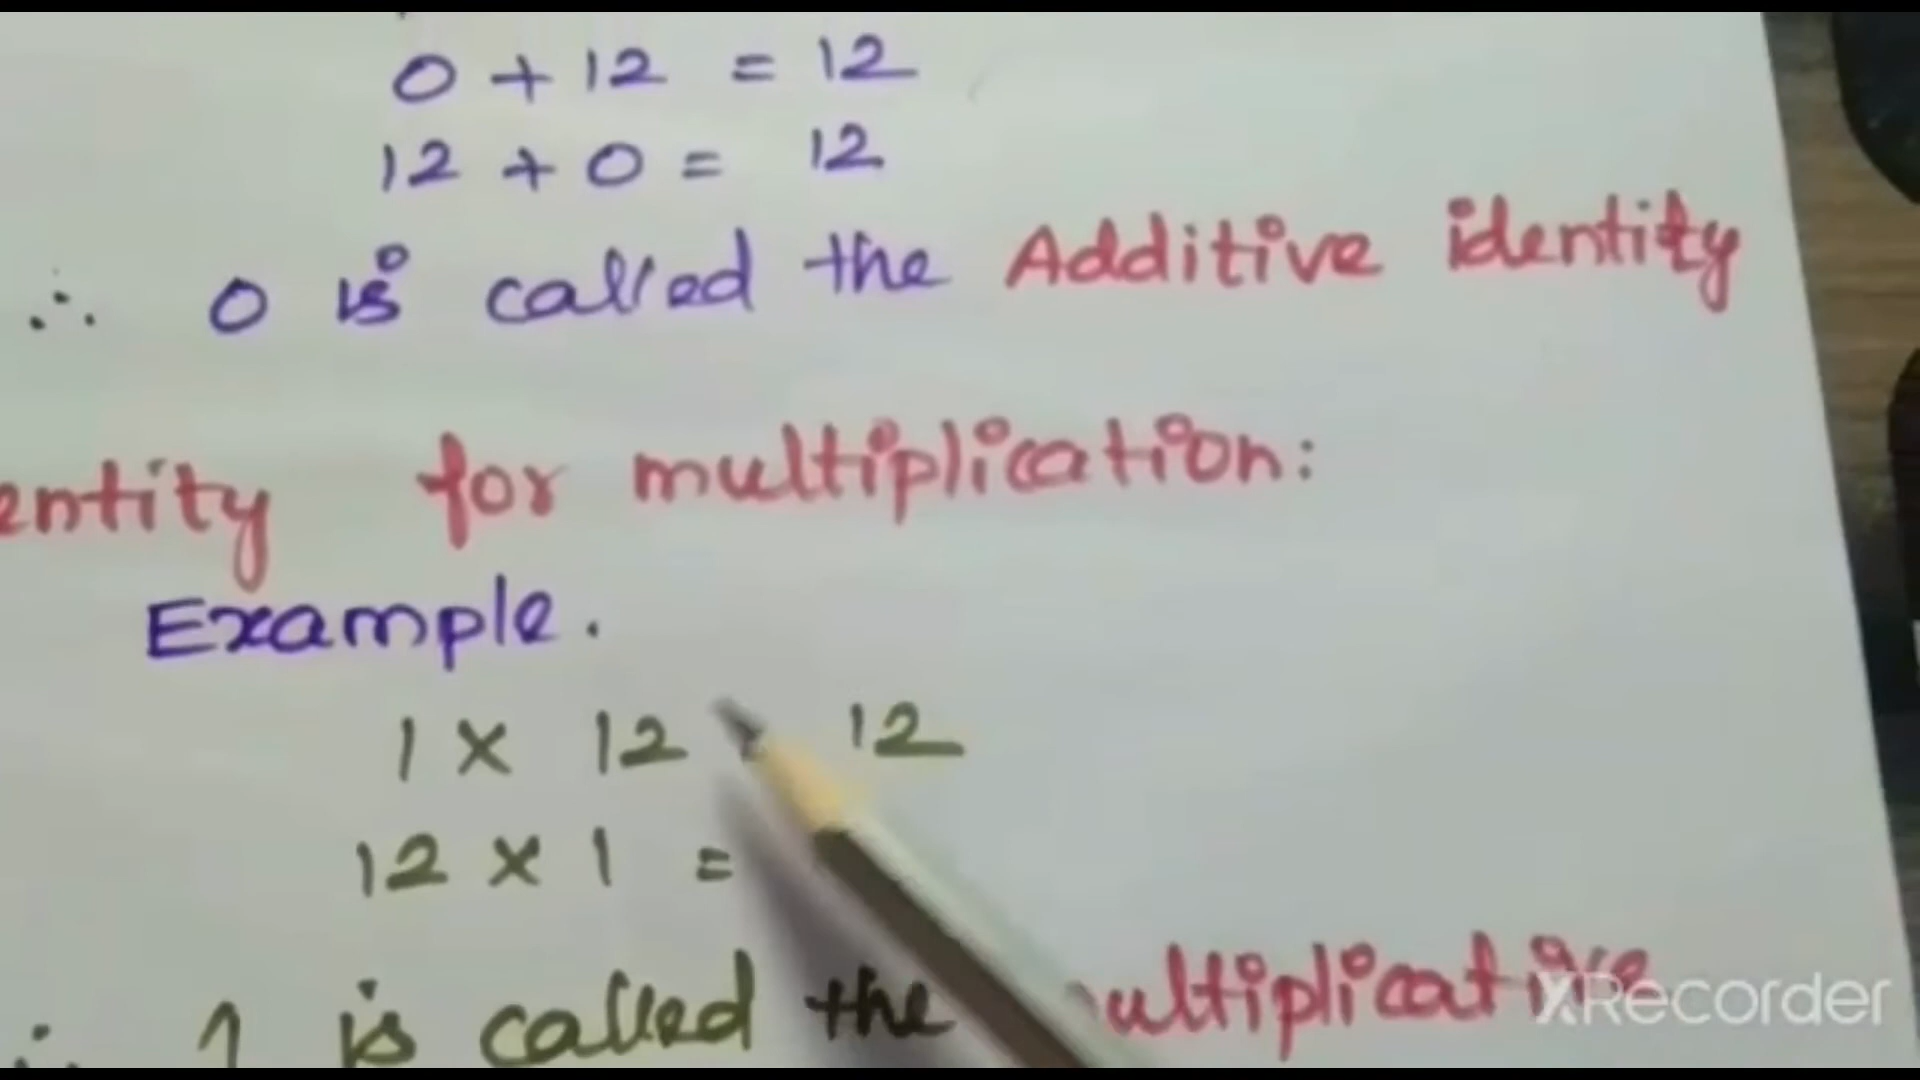 0 + 12 = 12
12 + 0 = 12
∴ 0 is called the Additive identity
entity for multiplication:
Example.
1 x 12 12
12 x 1 =
∴ 1 is called the ultiplicative
XRecorder